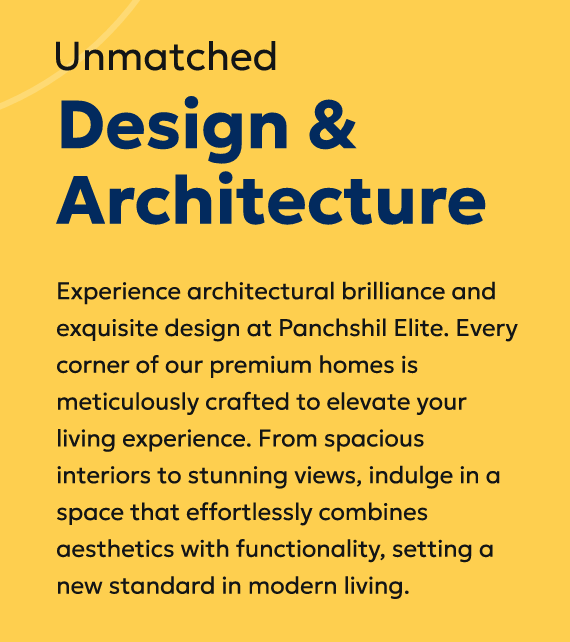 Unmatched
Design &
Architecture
Experience architectural brilliance and
exquisite design at Panchshil Elite. Every
corner of our premium homes is
meticulously crafted to elevate your
living experience. From spacious
interiors to stunning views, indulge in a
space that effortlessly combines
aesthetics with functionality, setting a
new standard in modern living.